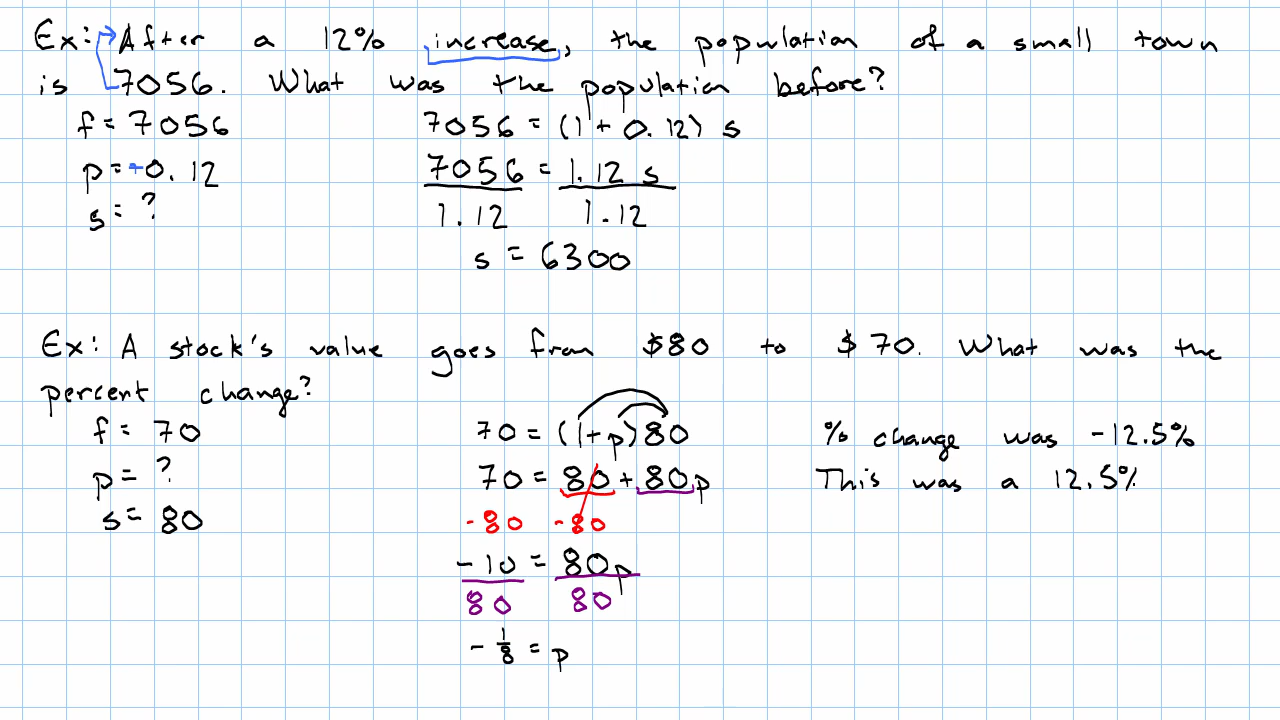 Ex: After a 12% increase, the population of a small town
is 7056. What was the population before?
f = 7056
p = +0.12
s = ?
7056 = (1 + 0.12) s
7056 = 1.12 s
1.12 1.12
s = 6300
Ex: A stock's value goes from $80 to $70. What was the
percent change?
f = 70
p = ?
s = 80
70 = (1+p)80
70 = 80 + 80p
-80 -80
-10 = 80p
80 80
-1/8 = p
% change was -12.5%
This was a 12.5%